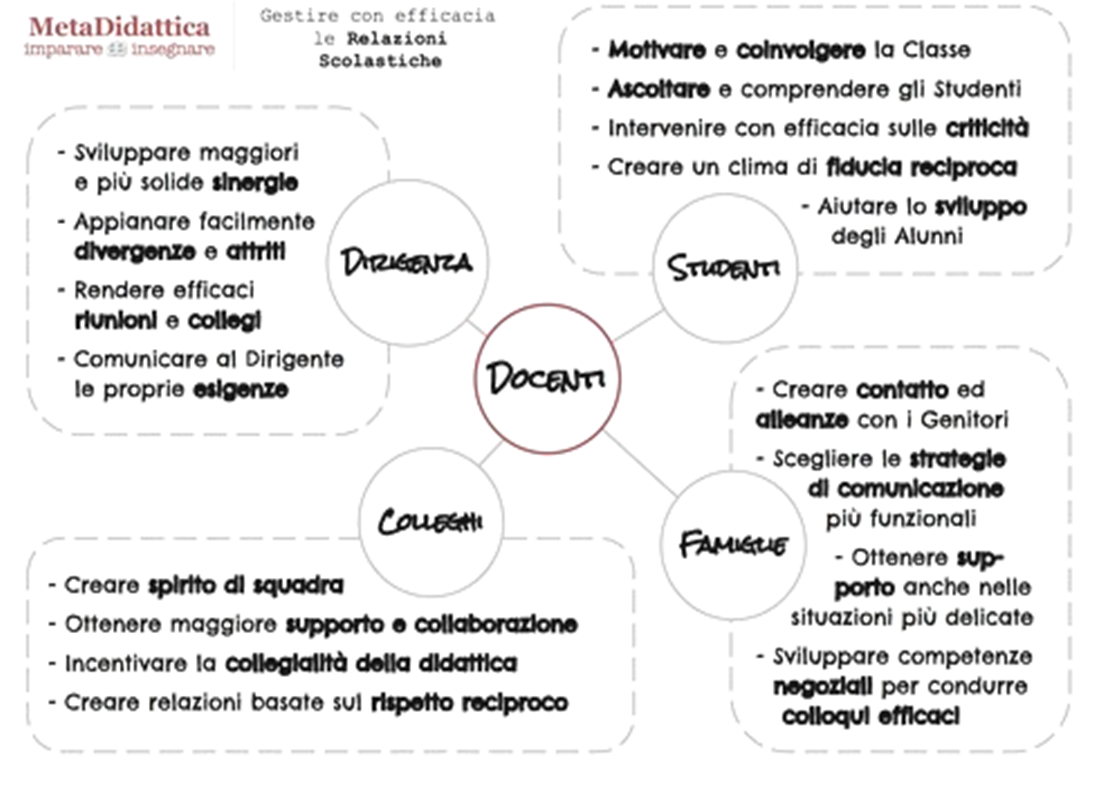 MetaDidattica
imparare insegnare
Gestire con efficacia
le Relazioni
Scolastiche
- Motivare e coinvolgere la Classe
- Ascoltare e comprendere gli Studenti
- Intervenire con efficacia sulle criticità
- Creare un clima di fiducia reciproca
- Aiutare lo sviluppo
degli Alunni
STUDENTI
- Sviluppare maggiori
e più solide sinergie
- Appianare facilmente
divergenze e attriti
- Rendere efficaci
riunioni e collegi
- Comunicare al Dirigente
le proprie esigenze
DIRIGENZA
DOCENTI
- Creare contatto ed
alleanze con i Genitori
- Scegliere le strategie
di comunicazione
più funzionali
- Ottenere sup-
porto anche nelle
situazioni più delicate
- Sviluppare competenze
negoziali per condurre
colloqui efficaci
FAMIGLIE
COLLEGHI
- Creare spirito di squadra
- Ottenere maggiore supporto e collaborazione
- Incentivare la collegialità della didattica
- Creare relazioni basate sul rispetto reciproco